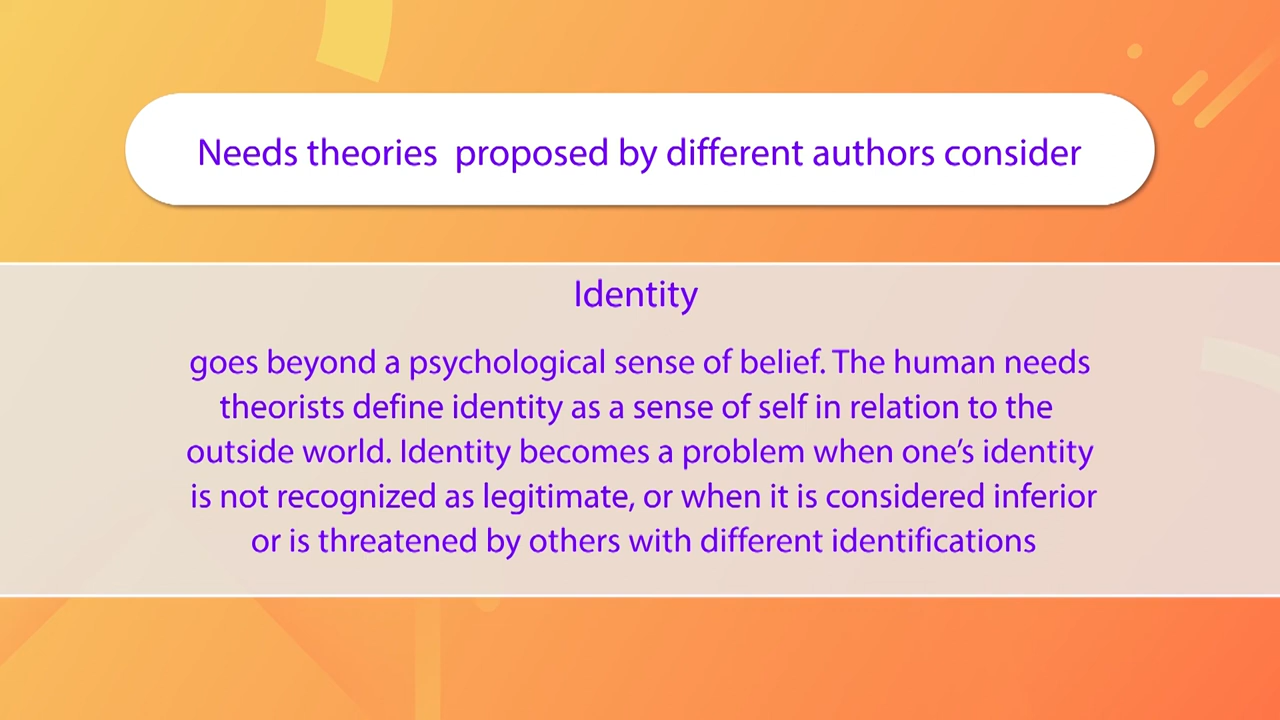 Needs theories  proposed by different authors consider
Identity
goes beyond a psychological sense of belief. The human needs
theorists define identity as a sense of self in relation to the
outside world. Identity becomes a problem when one’s identity
is not recognized as legitimate, or when it is considered inferior
or is threatened by others with different identifications